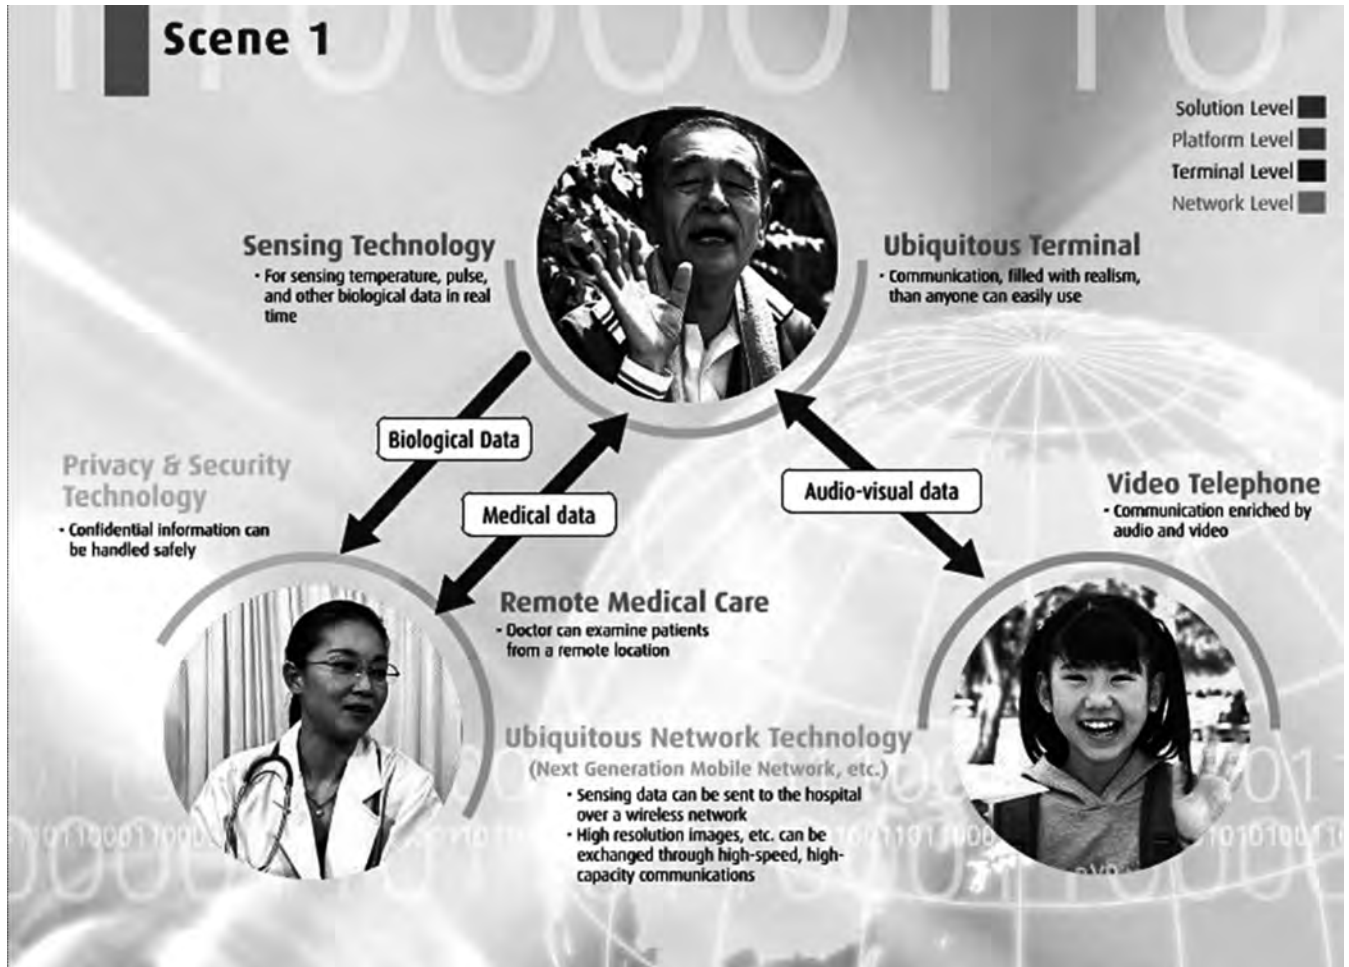 Scene 1
Solution Level
Platform Level
Terminal Level
Network Level
Sensing Technology
• For sensing temperature, pulse,
and other biological data in real
time
Ubiquitous Terminal
• Communication, filled with realism,
than anyone can easily use
Biological Data
Medical data
Audio-visual data
Privacy & Security
Technology
• Confidential information can
be handled safely
Video Telephone
• Communication enriched by
audio and video
Remote Medical Care
• Doctor can examine patients
from a remote location
Ubiquitous Network Technology
(Next Generation Mobile Network, etc.)
• Sensing data can be sent to the hospital
over a wireless network
• High resolution images, etc. can be
exchanged through high-speed, high-
capacity communications